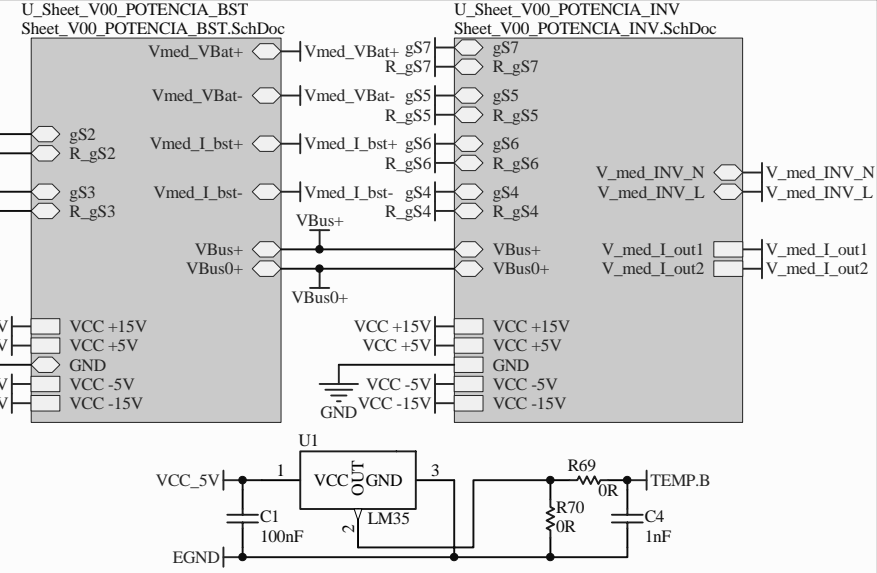 U_Sheet_V00_POTENCIA_BST
Sheet_V00_POTENCIA_BST.SchDoc
Vmed_VBat+
Vmed_VBat-
gS2
R_gS2
Vmed_I_bst+
gS3
R_gS3
Vmed_I_bst-
VBus+
VBus0+
V VCC +15V
V VCC +5V
GND
V VCC -5V
V VCC -15V
Vmed_VBat+
Vmed_VBat-
Vmed_I_bst+
Vmed_I_bst-
VBus+
VBus0+
U_Sheet_V00_POTENCIA_INV
Sheet_V00_POTENCIA_INV.SchDoc
gS7 gS7
R_gS7 R_gS7
gS5 gS5
R_gS5 R_gS5
gS6 gS6
R_gS6 R_gS6
gS4 gS4
R_gS4 R_gS4
VBus+
VBus0+
V_med_INV_N V_med_INV_N
V_med_INV_L V_med_INV_L
V_med_I_out1 V_med_I_out1
V_med_I_out2 V_med_I_out2
VCC +15V VCC +15V
VCC +5V VCC +5V
GND
VCC -5V VCC -5V
GND
VCC -15V VCC -15V
U1
VCC_5V
1
VCC OUT GND
3
2
LM35
C1
100nF
EGND
R69
0R
R70
0R
TEMP.B
C4
1nF